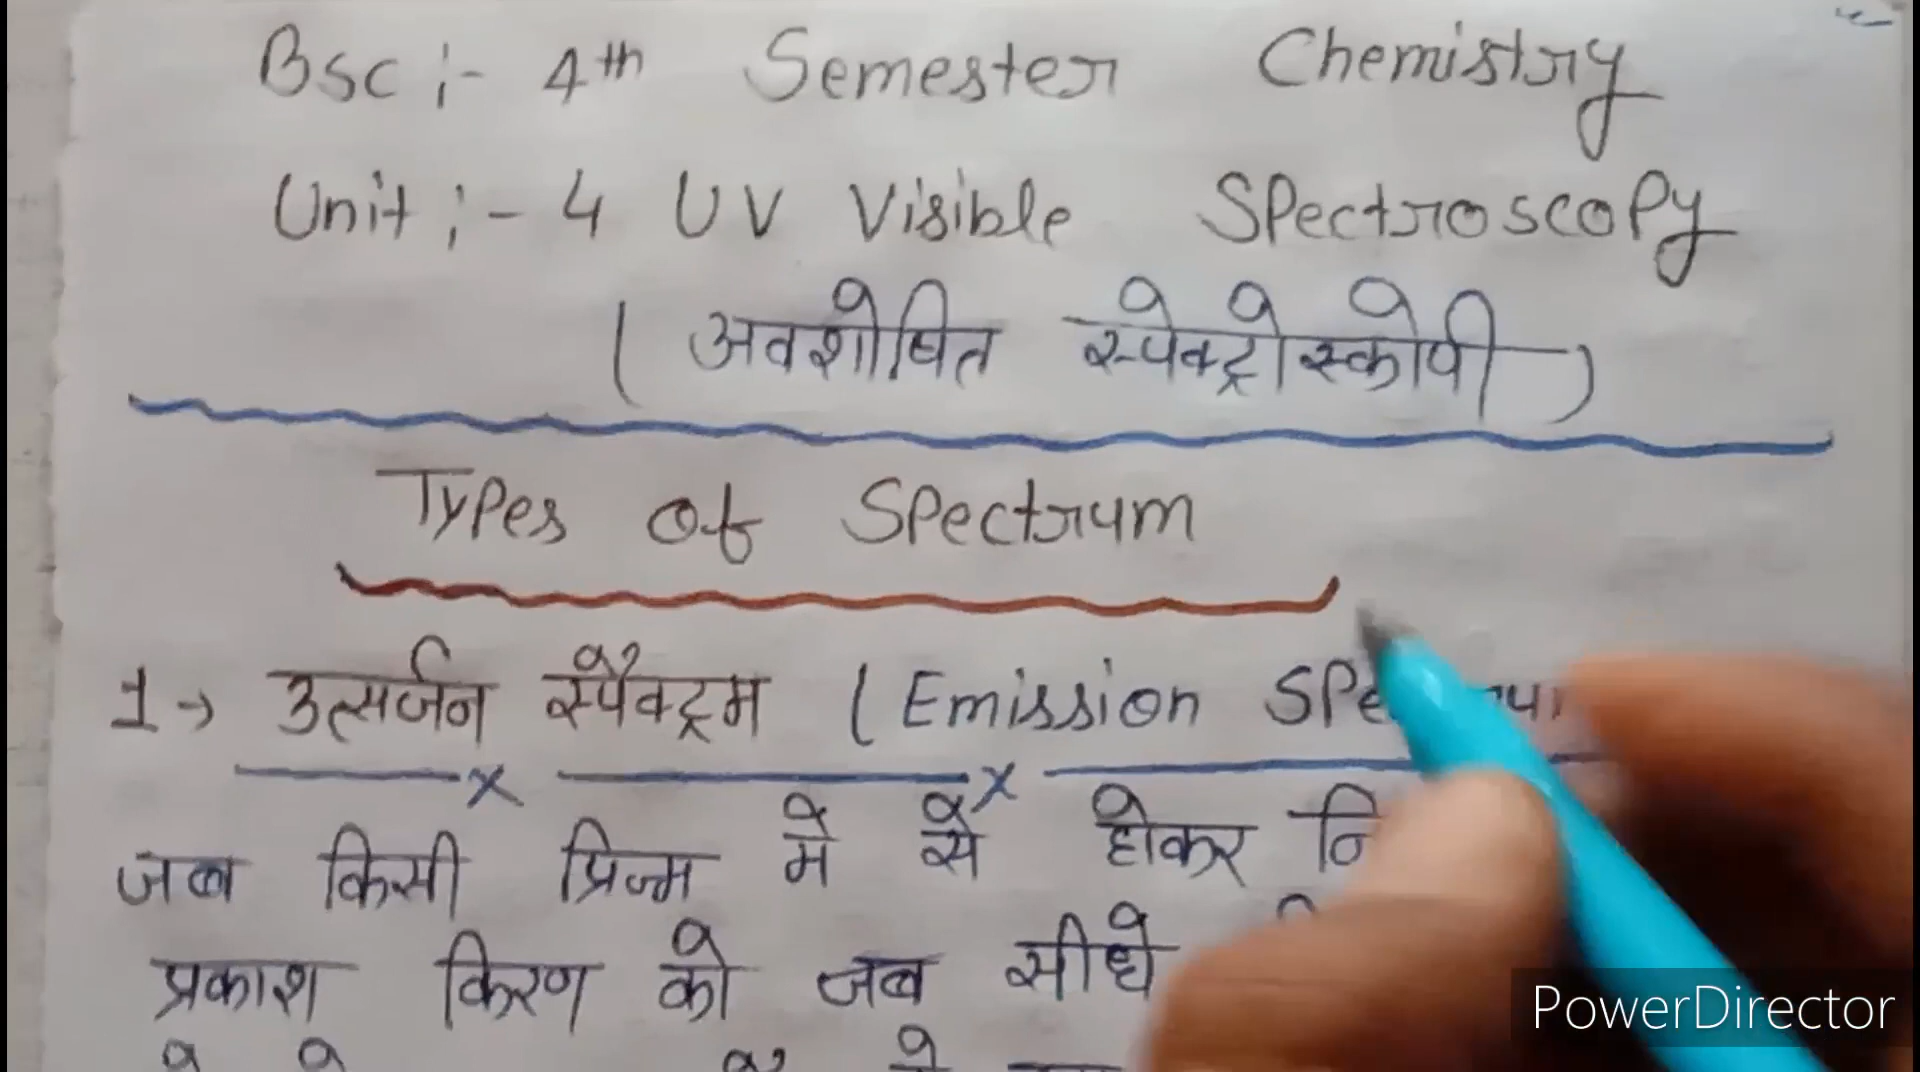 Bsc ;- 4th Semester Chemistry
Unit ;- 4 UV Visible Spectroscopy
( अवशोषित स्पेक्ट्रोस्कोपी )
Types of Spectrum
1→ उत्सर्जन स्पैक्ट्रम ( Emission
जब किसी प्रिज्म मे से होकर
प्रकाश किरण को जब सीधे
PowerDirector